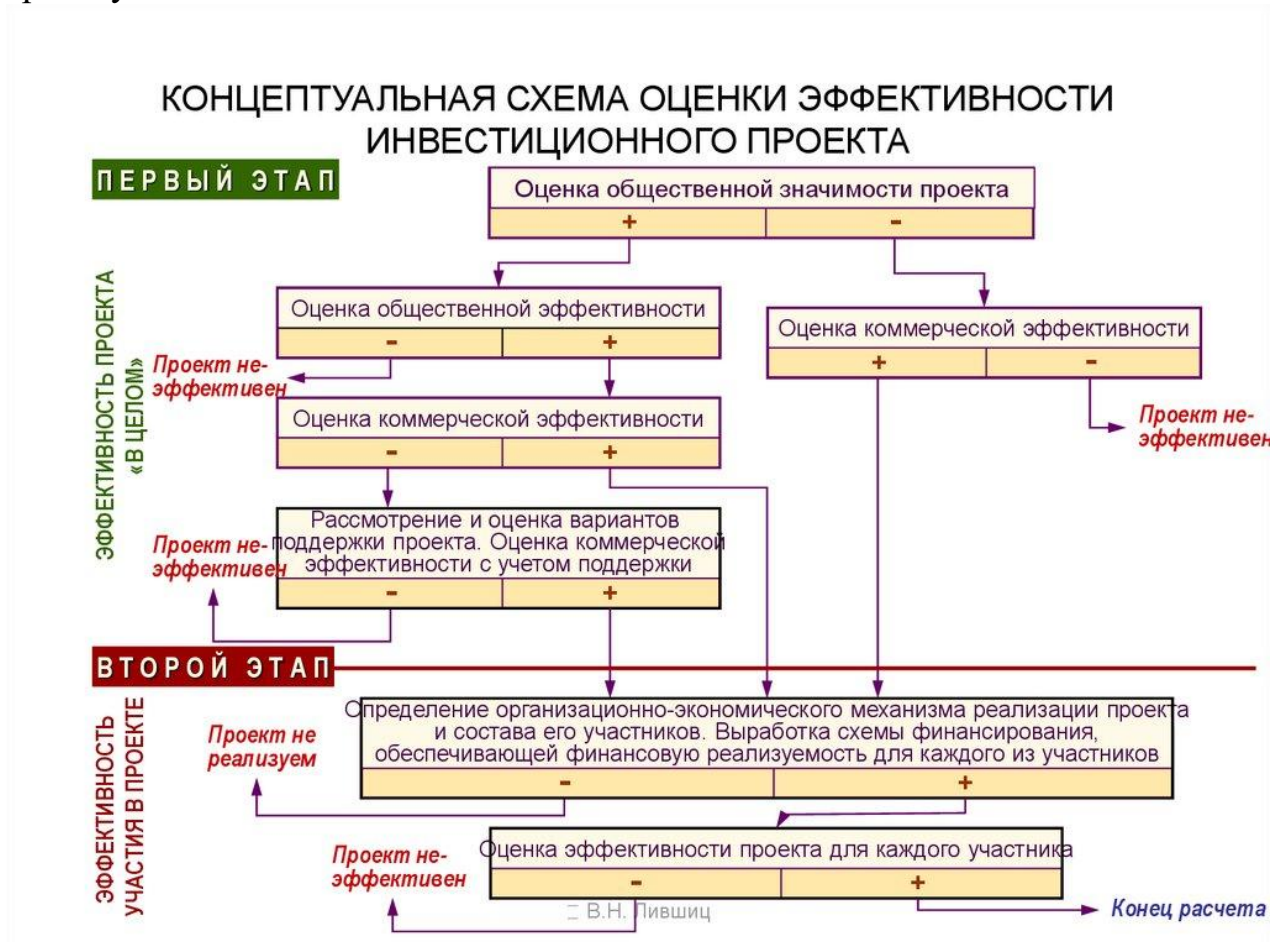 КОНЦЕПТУАЛЬНАЯ СХЕМА ОЦЕНКИ ЭФФЕКТИВНОСТИ
ИНВЕСТИЦИОННОГО ПРОЕКТА
ПЕРВЫЙ ЭТАП
Оценка общественной значимости проекта
+ -
ЭФФЕКТИВНОСТЬ ПРОЕКТА
«В ЦЕЛОМ»
Оценка общественной эффективности
- +
Проект не-
эффективен
Оценка коммерческой эффективности
+ -
Проект не-
эффективен
Оценка коммерческой эффективности
- +
Рассмотрение и оценка вариантов
поддержки проекта. Оценка коммерческой
эффективности с учетом поддержки
- +
Проект не-
эффективен
ВТОРОЙ ЭТАП
ЭФФЕКТИВНОСТЬ
УЧАСТИЯ В ПРОЕКТЕ
Определение организационно-экономического механизма реализации проекта
и состава его участников. Выработка схемы финансирования,
обеспечивающей финансовую реализуемость для каждого из участников
- +
Проект не
реализуем
Оценка эффективности проекта для каждого участника
- +
Проект не-
эффективен
В.Н. Лившиц
Конец расчета